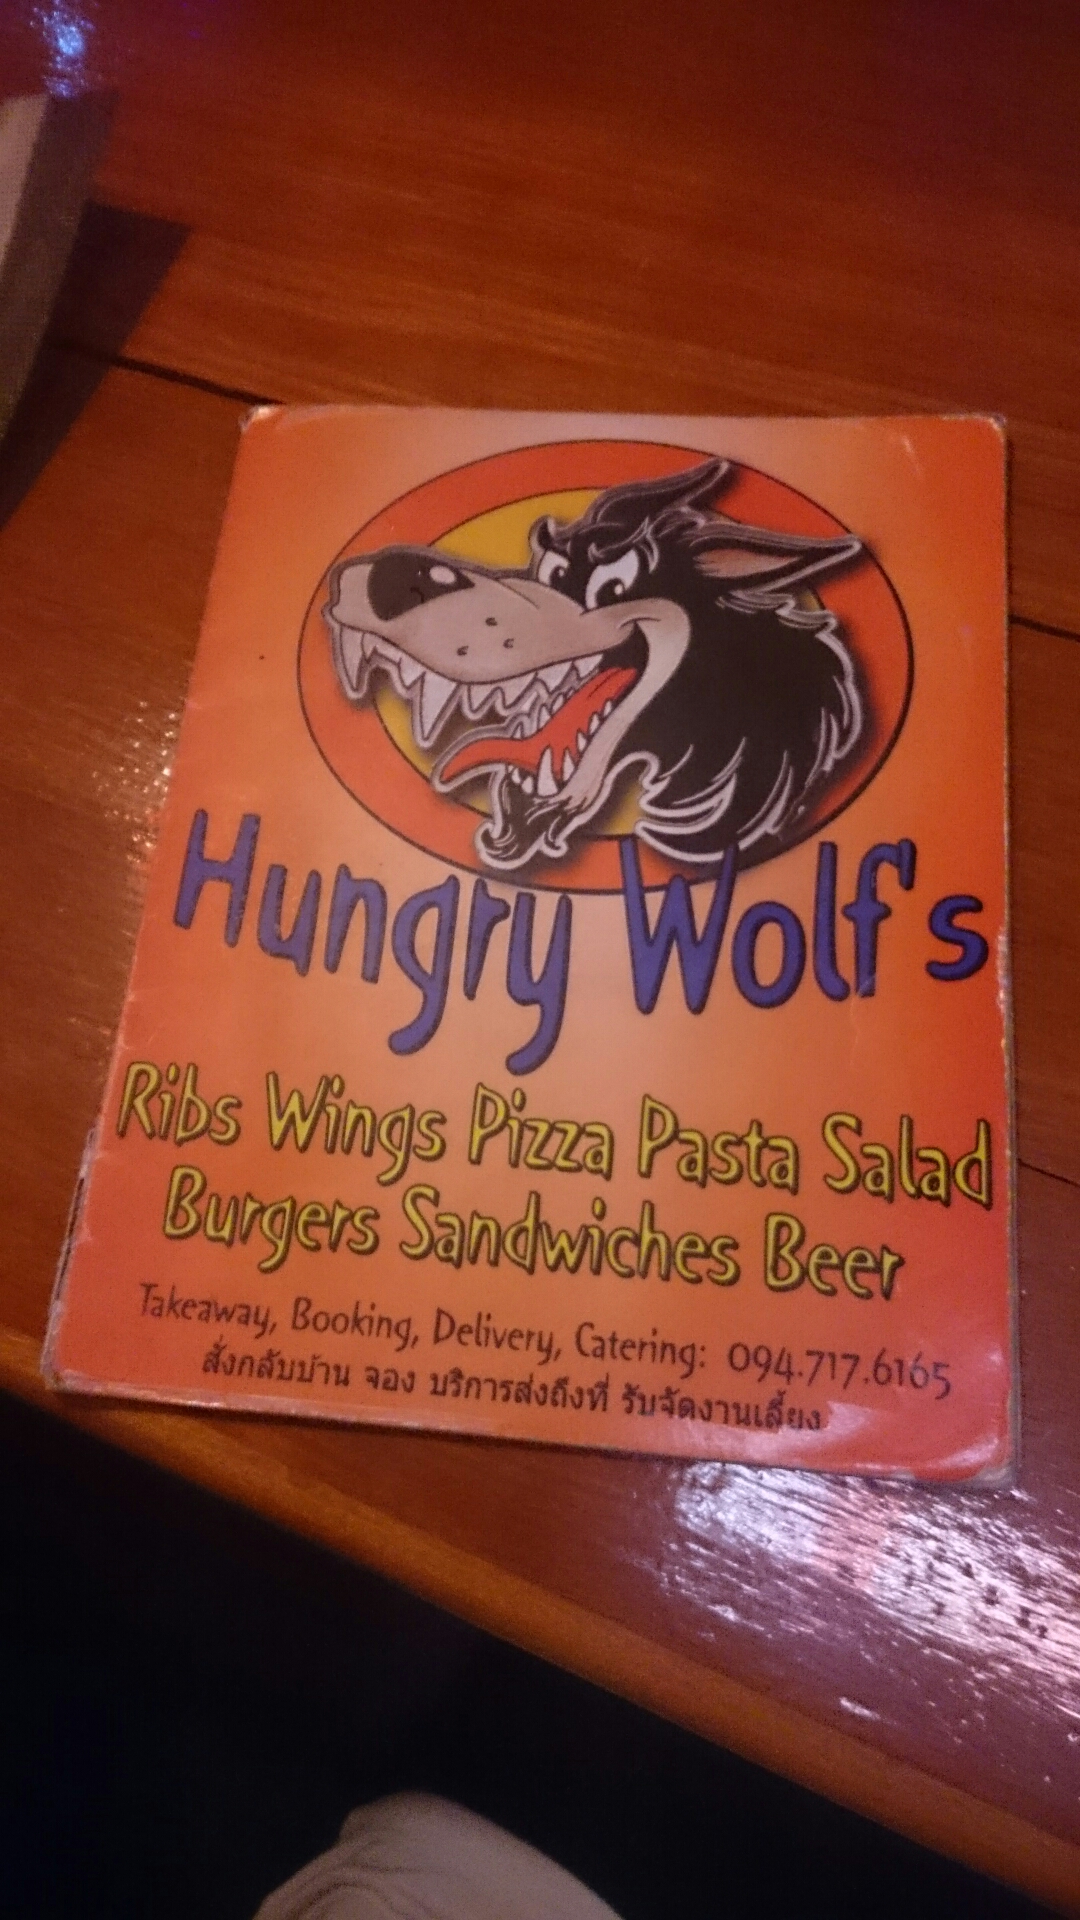 Hungry Wolf's
Ribs Wings Pizza Pasta Salad
Burgers Sandwiches Beer
Takeaway, Booking, Delivery, Catering: 094.717.6165
สั่งกลับบ้าน จอง บริการส่งถึงที่ รับจัดงานเลี้ยง